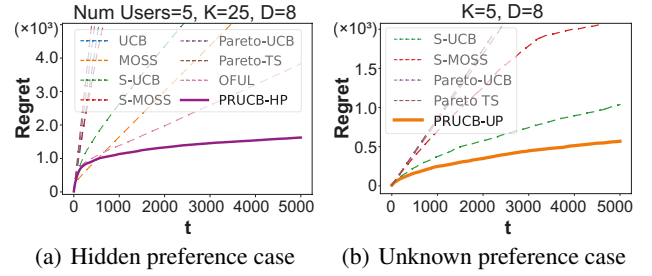 Num Users=5, K=25, D=8
(×10³)
5.0
4.0
3.0
2.0
1.0
0
Regret
UCB
MOSS
S-UCB
S-MOSS
Pareto-UCB
Pareto-TS
OFUL
PRUCB-HP
0 1000 2000 3000 4000 5000
t
(a) Hidden preference case
K=5, D=8
(×10³)
1.5
1.0
0.5
0
Regret
S-UCB
S-MOSS
Pareto-UCB
Pareto TS
PRUCB-UP
0 1000 2000 3000 4000 5000
t
(b) Unknown preference case